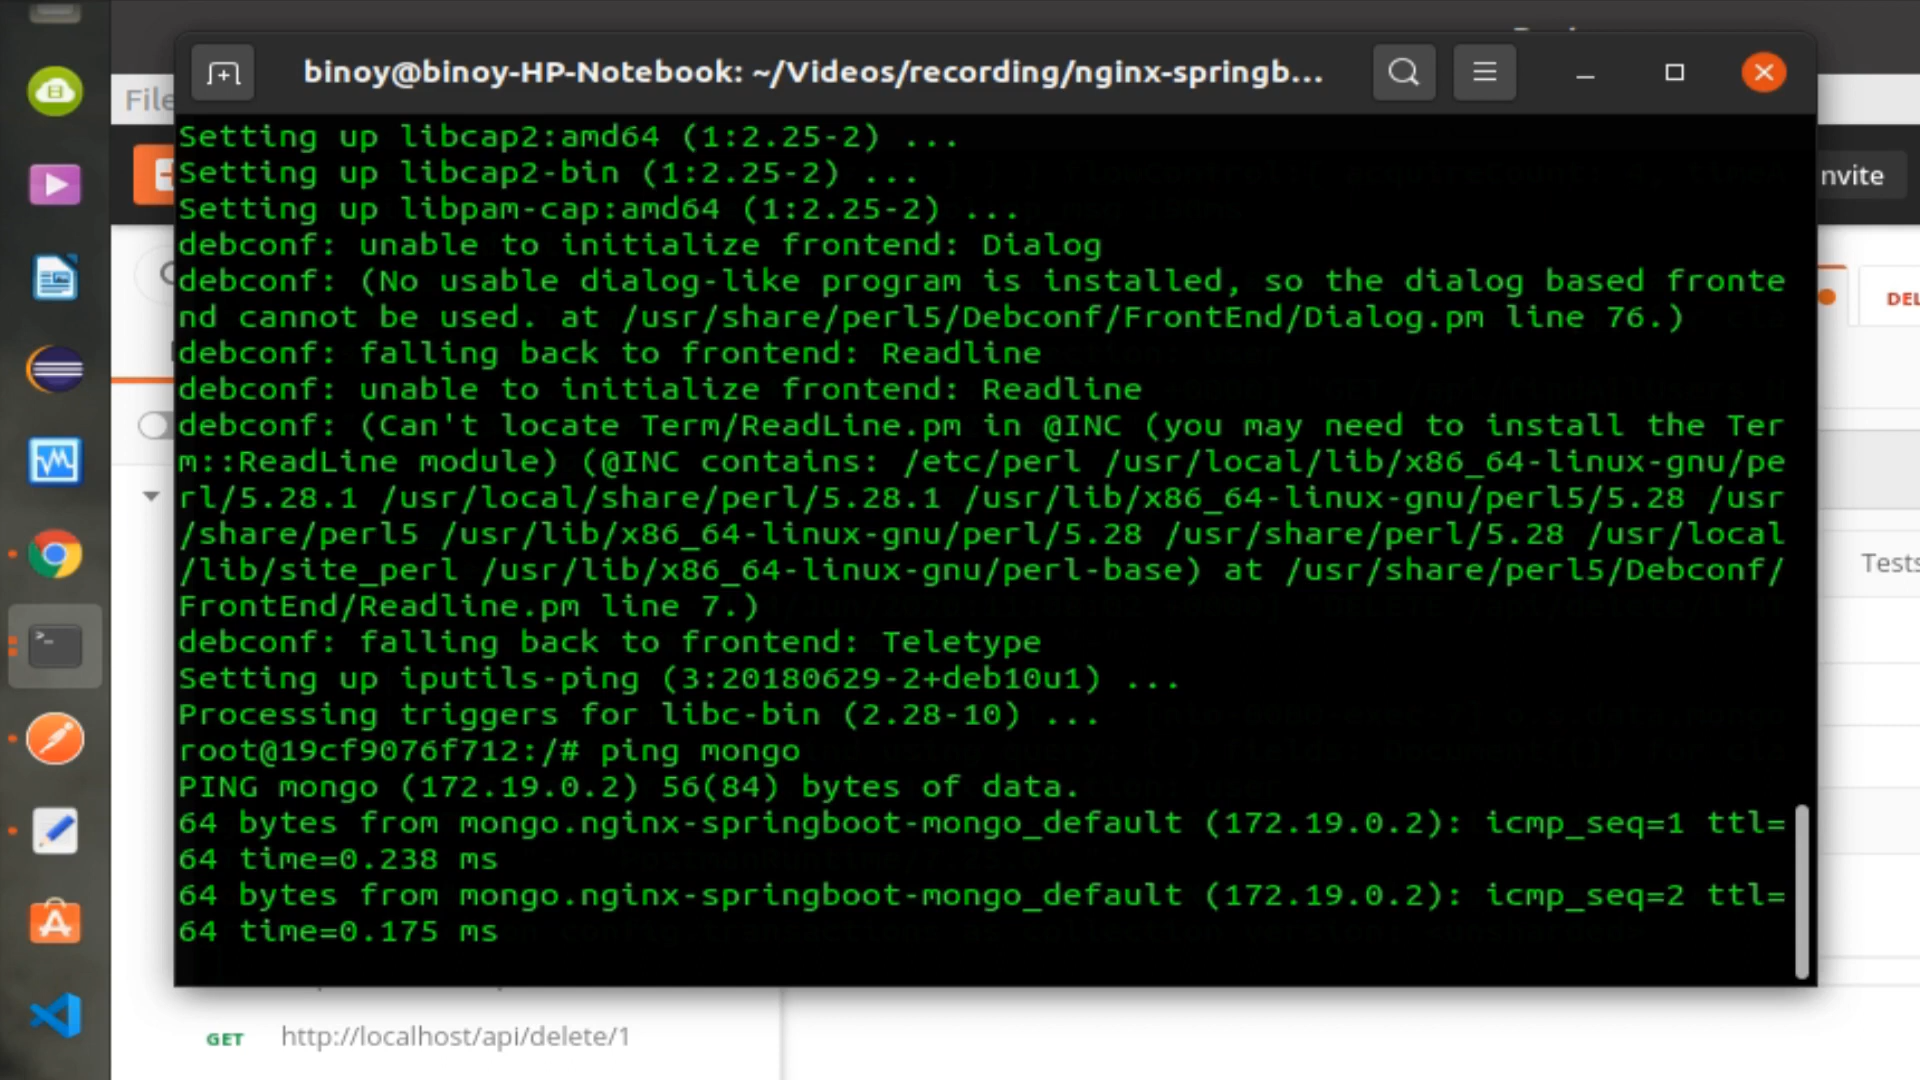 binoy@binoy-HP-Notebook: ~/Videos/recording/nginx-springb...
File
nvite
Setting up libcap2:amd64 (1:2.25-2) ...
Setting up libcap2-bin (1:2.25-2) ...
Setting up libpam-cap:amd64 (1:2.25-2) ...
debconf: unable to initialize frontend: Dialog
debconf: (No usable dialog-like program is installed, so the dialog based fronte
nd cannot be used. at /usr/share/perl5/Debconf/FrontEnd/Dialog.pm line 76.)
DEL
debconf: falling back to frontend: Readline
debconf: unable to initialize frontend: Readline
debconf: (Can't locate Term/ReadLine.pm in @INC (you may need to install the Ter
m::ReadLine module) (@INC contains: /etc/perl /usr/local/lib/x86_64-linux-gnu/pe
rl/5.28.1 /usr/local/share/perl/5.28.1 /usr/lib/x86_64-linux-gnu/perl5/5.28 /usr
/share/perl5 /usr/lib/x86_64-linux-gnu/perl/5.28 /usr/share/perl/5.28 /usr/local
/lib/site_perl /usr/lib/x86_64-linux-gnu/perl-base) at /usr/share/perl5/Debconf/
FrontEnd/Readline.pm line 7.)
Tests
debconf: falling back to frontend: Teletype
Setting up iputils-ping (3:20180629-2+deb10u1) ...
Processing triggers for libc-bin (2.28-10) ...
root@19cf9076f712:/# ping mongo
PING mongo (172.19.0.2) 56(84) bytes of data.
64 bytes from mongo.nginx-springboot-mongo_default (172.19.0.2): icmp_seq=1 ttl=
64 time=0.238 ms
64 bytes from mongo.nginx-springboot-mongo_default (172.19.0.2): icmp_seq=2 ttl=
64 time=0.175 ms
GET http://localhost/api/delete/1